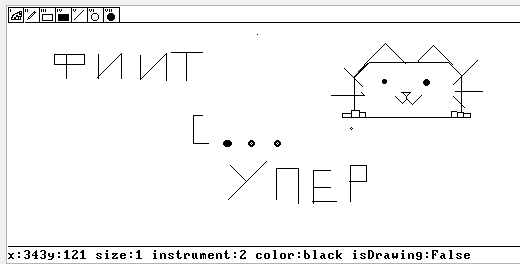 ФИИТ
С...
УПЕР
x:343y:121 size:1 instrument:2 color:black isDrawing:False